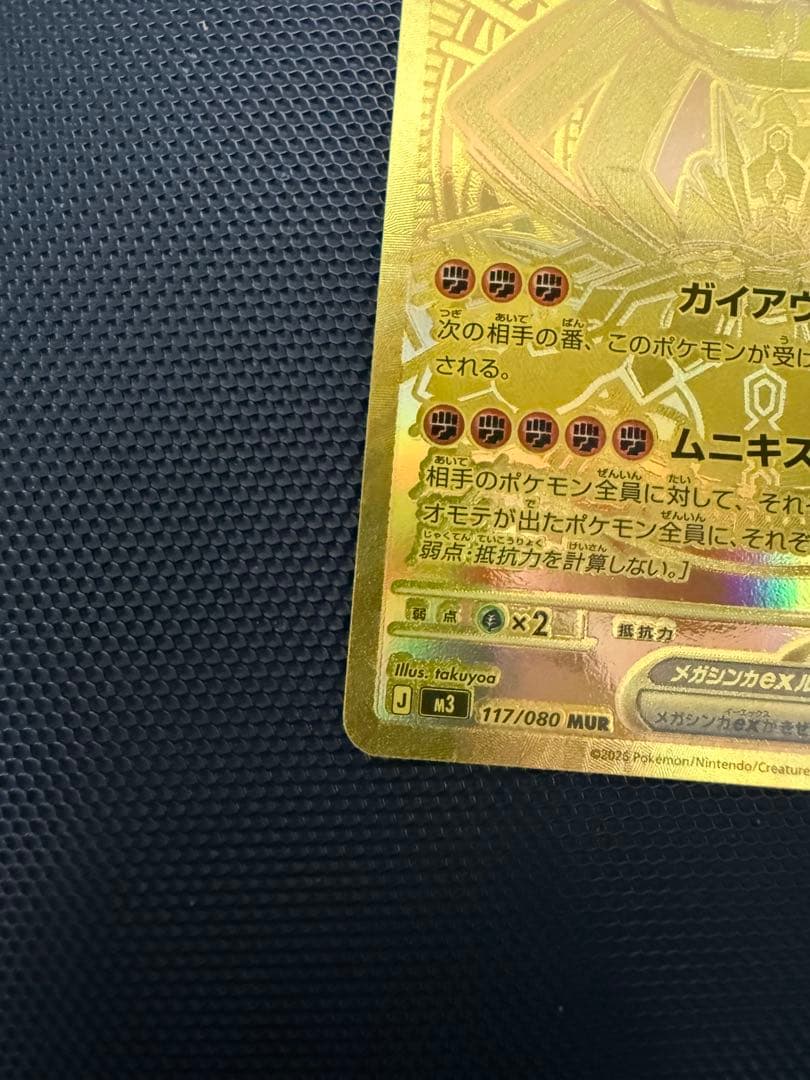 ガイアウ
次の相手の番、このポケモンが受け
される。
ムニキス
相手のポケモン全員に対して、それぞ
オモテが出たポケモン全員に、それぞ
弱点・抵抗力を計算しない。]
弱点 ×2 抵抗力
Illus. takuyoa
メガシンカexル
J M3 117/080 MUR
メガシンカexがきぜ
©2026 Pokémon/Nintendo/Creature